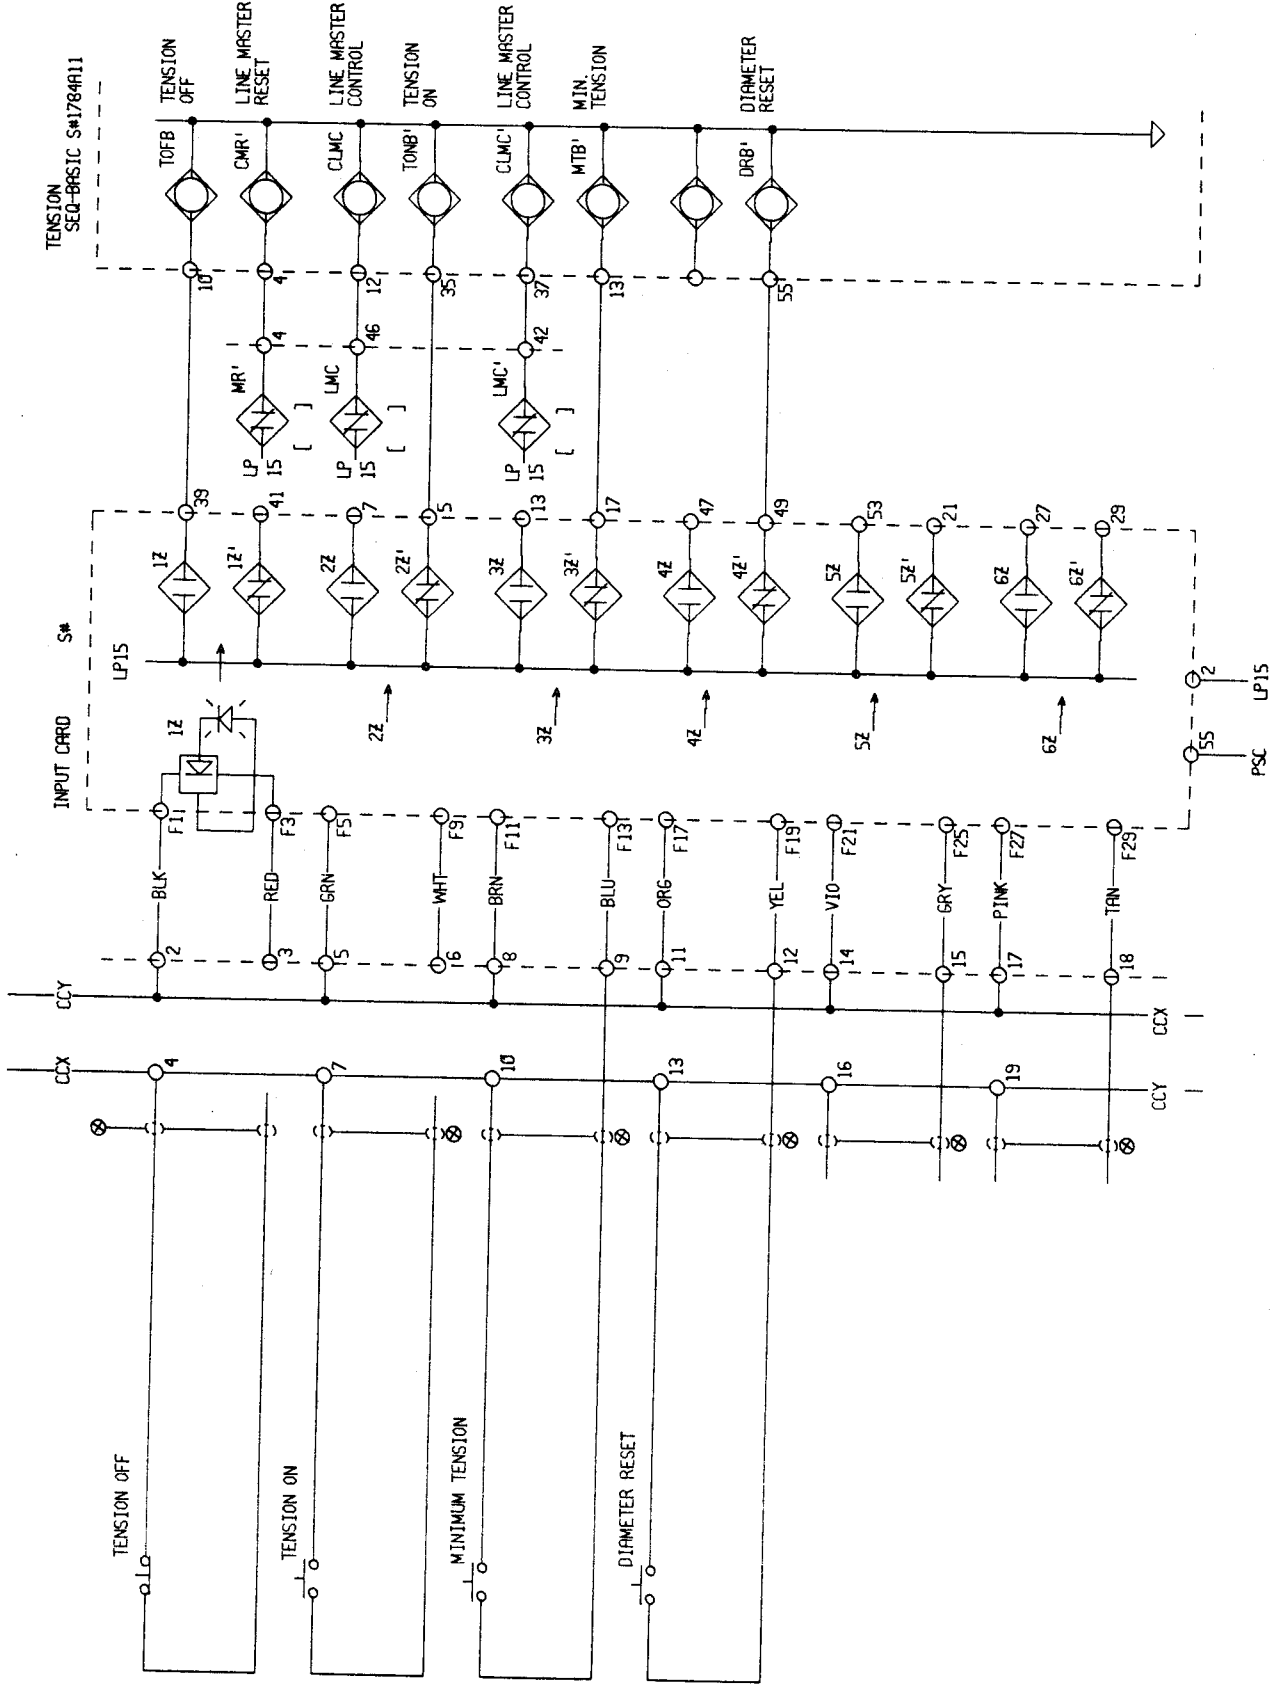 TENSION
SEQ-BASIC S#1784A11
TENSION
OFF
LINE MASTER
RESET
LINE MASTER
CONTROL
TENSION
ON
LINE MASTER
CONTROL
MIN.
TENSION
DIAMETER
RESET
TOFB
CMR'
CLMC
TONB'
CLMC'
MTB'
DRB'
10
4
12
35
37
13
55
4
46
42
MR'
LMC
LMC'
LP
15
[ ]
LP
15
[ ]
LP
15
[ ]
INPUT CARD
S#
39
41
7
5
13
17
47
49
53
21
27
29
1Z
1Z'
2Z
2Z'
3Z
3Z'
4Z
4Z'
5Z
5Z'
6Z
6Z'
LP15
1Z
2Z
3Z
4Z
5Z
6Z
2
LP15
55
PSC
F1
F3
F5
F9
F11
F13
F17
F19
F21
F25
F27
F29
BLK
RED
GRN
WHT
BRN
BLU
ORG
YEL
VIO
GRY
PINK
TAN
2
3
5
6
8
9
11
12
14
15
17
18
CCY
CCX
CCX
CCY
4
7
10
13
16
19
TENSION OFF
TENSION ON
MINIMUM TENSION
DIAMETER RESET